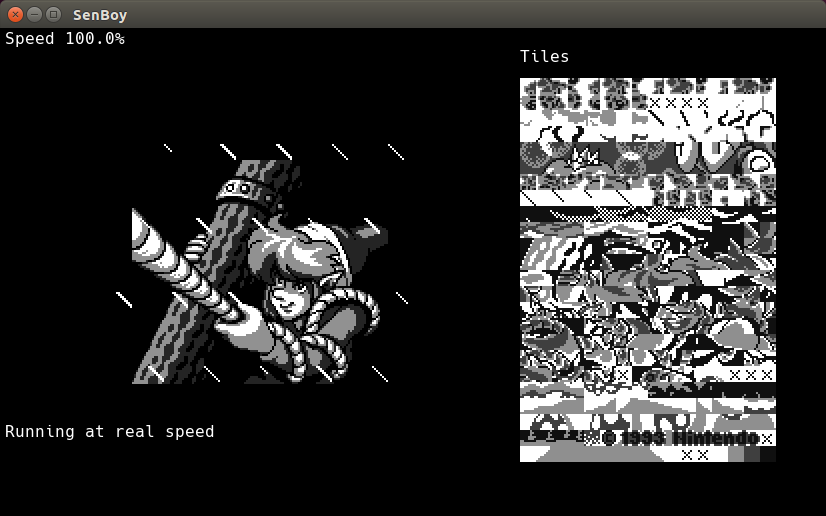 SenBoy
Speed 100.0%
Tiles
Running at real speed
© 1993 Nintendo